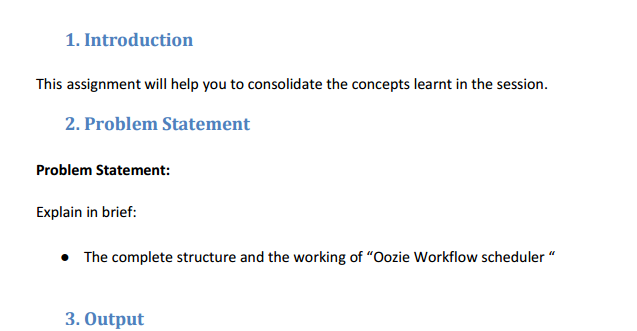 1. Introduction
This assignment will help you to consolidate the concepts learnt in the session.
2. Problem Statement
Problem Statement:
Explain in brief:
● The complete structure and the working of “Oozie Workflow scheduler “
3. Output